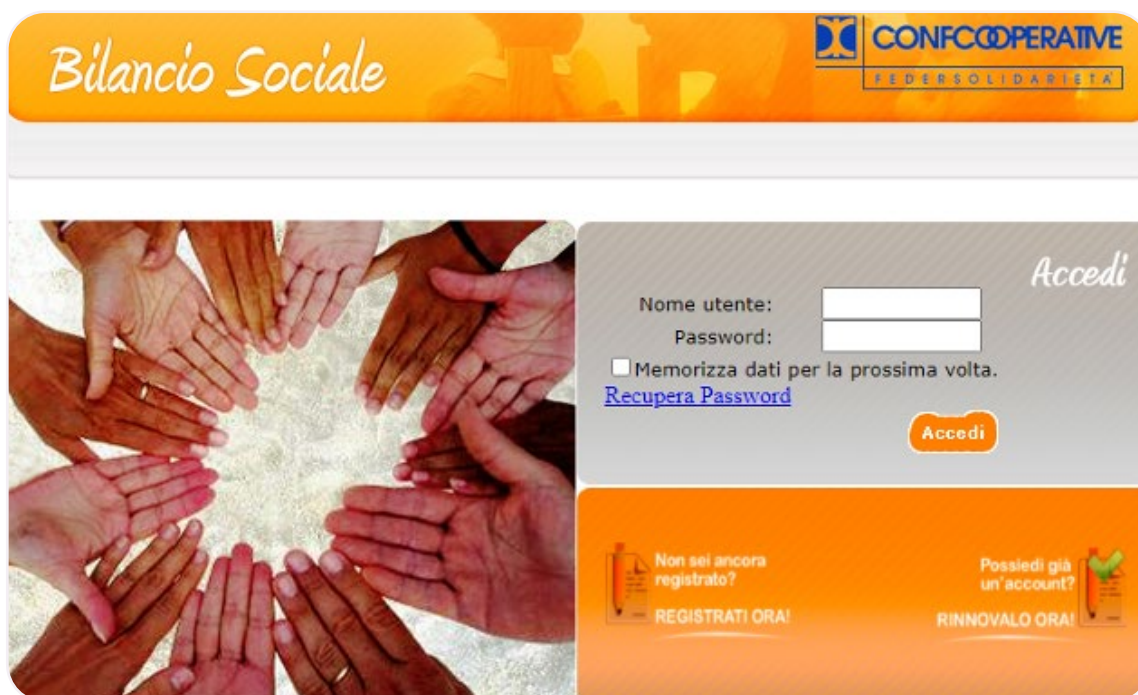 Bilancio Sociale
CONFCOOPERATIVE
FEDERSOLIDARIETÀ
Accedi
Nome utente:
Password:
Memorizza dati per la prossima volta.
Recupera Password
Accedi
Non sei ancora
registrato?
REGISTRATI ORA!
Possiedi già
un'account?
RINNOVALO ORA!